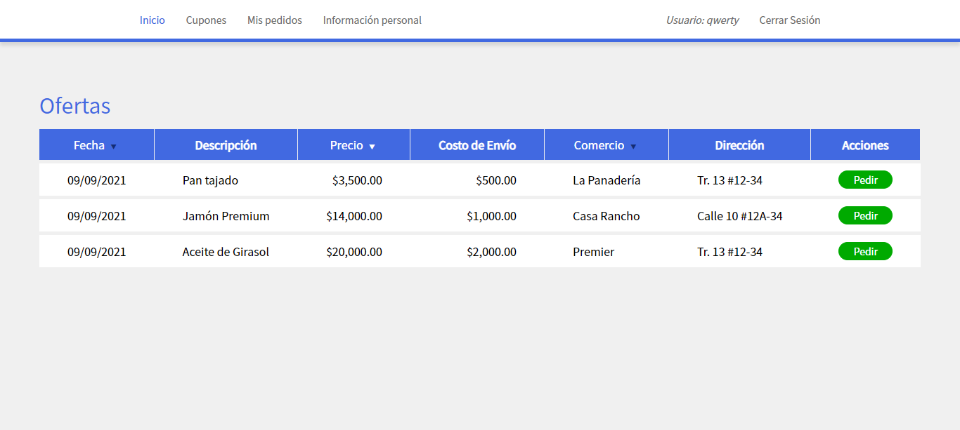 Inicio Cupones Mis pedidos Información personal Usuario: qwerty Cerrar Sesión
Ofertas
Fecha ▼ Descripción Precio ▼ Costo de Envío Comercio ▼ Dirección Acciones
09/09/2021 Pan tajado $3,500.00 $500.00 La Panadería Tr. 13 #12-34 Pedir
09/09/2021 Jamón Premium $14,000.00 $1,000.00 Casa Rancho Calle 10 #12A-34 Pedir
09/09/2021 Aceite de Girasol $20,000.00 $2,000.00 Premier Tr. 13 #12-34 Pedir